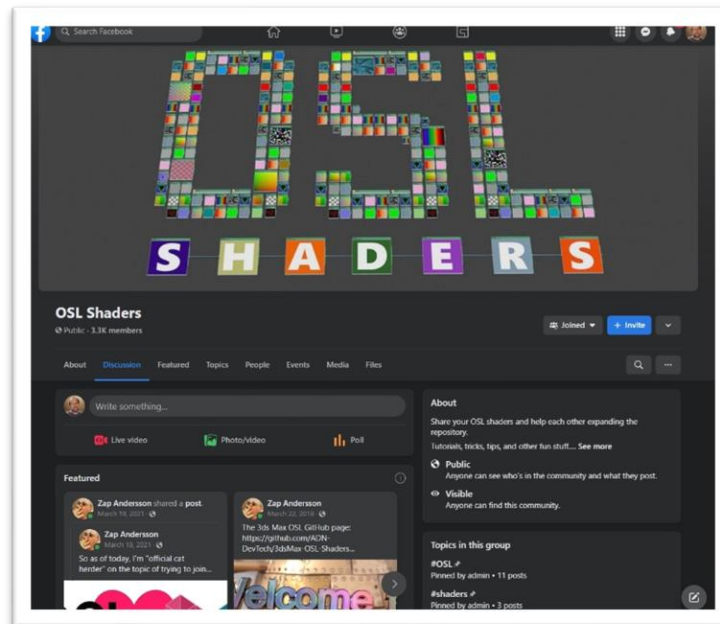 Search Facebook
OSL
SHADERS
OSL Shaders
Public · 3.3K members
Joined
+ Invite
About Discussion Featured Topics People Events Media Files
Write something...
Live video Photo/video Poll
Featured
Zap Andersson shared a post.
March 19, 2021
Zap Andersson
March 19, 2021
So as of today, I'm "official cat
herder" on the topic of trying to join...
Zap Andersson
March 22, 2018
The 3ds Max OSL GitHub page:
https://github.com/ADN-
DevTech/3dsMax-OSL-Shaders...
Welcome
About
Share your OSL shaders and help each other expanding the
repository.
Tutorials, tricks, tips, and other fun stuff.... See more
Public
Anyone can see who's in the community and what they post.
Visible
Anyone can find this community.
Topics in this group
#OSL
Pinned by admin • 11 posts
#shaders
Pinned by admin • 3 posts